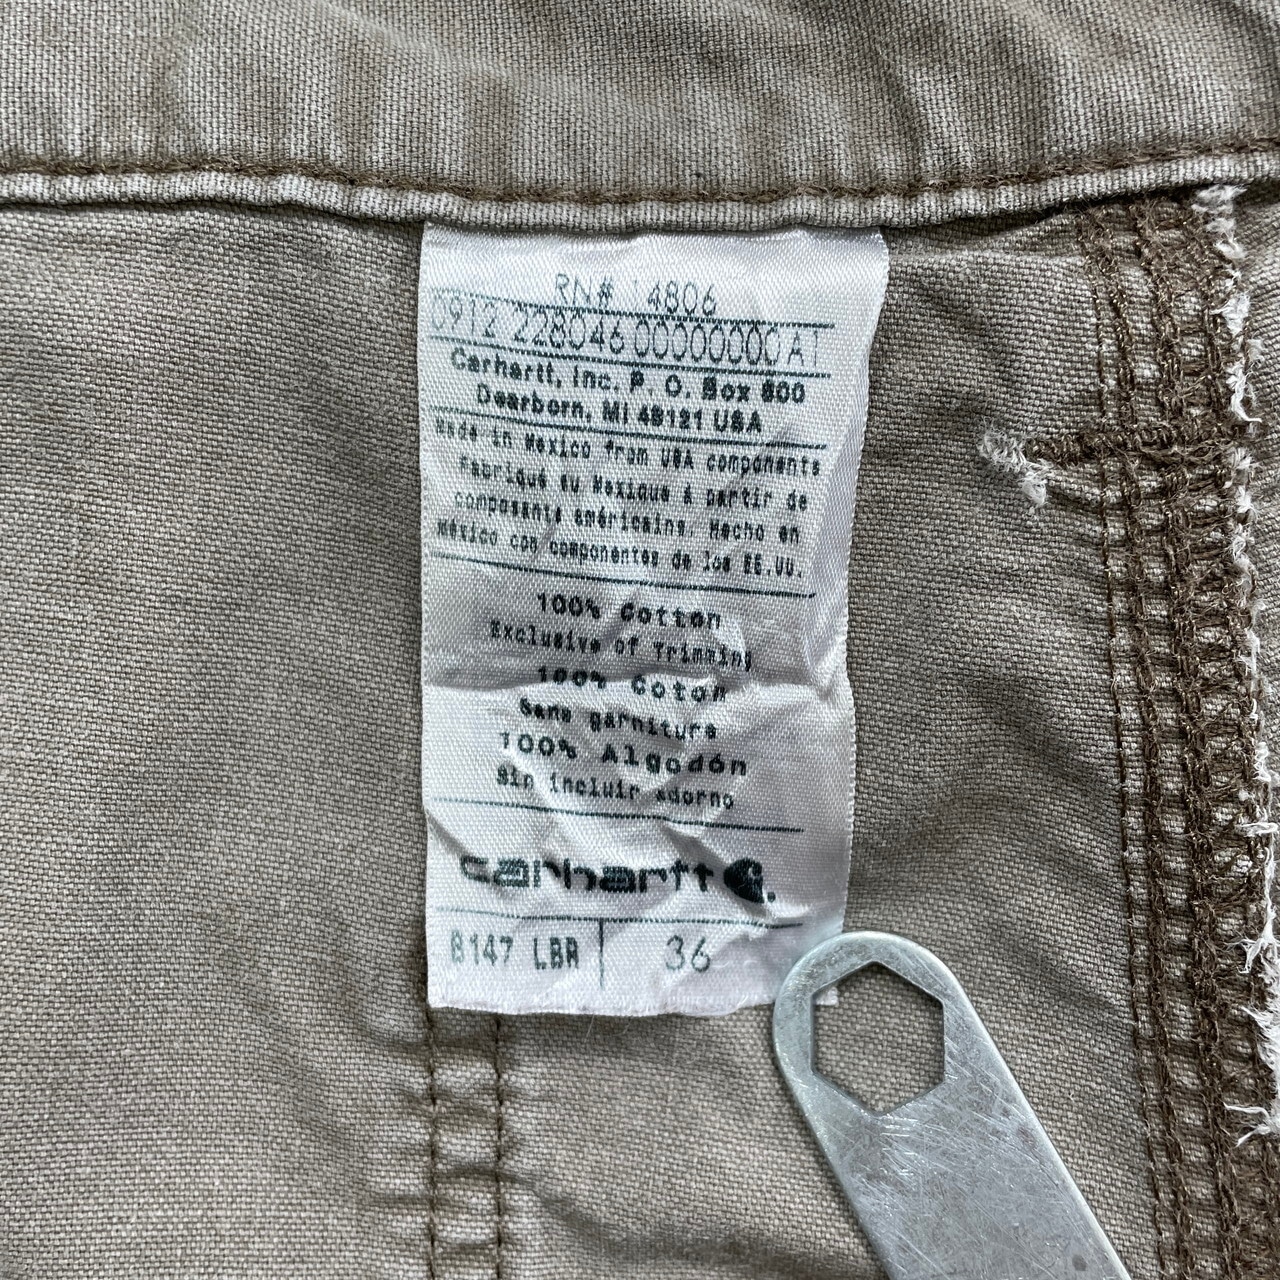 RN# 14806
0912 228046 00000000 A1
Carhartt, Inc. P. O. Box 600
Dearborn, MI 48121 USA
Made in Mexico from USA components
Fabriqué au Mexique à partir de
composants américains. Hecho en
México con componentes de los EE.UU.
100% Cotton
Exclusive of Trimming
100% Coton
Sans garniture
100% Algodón
Sin incluir adorno
carhartt
B147 LBR 36